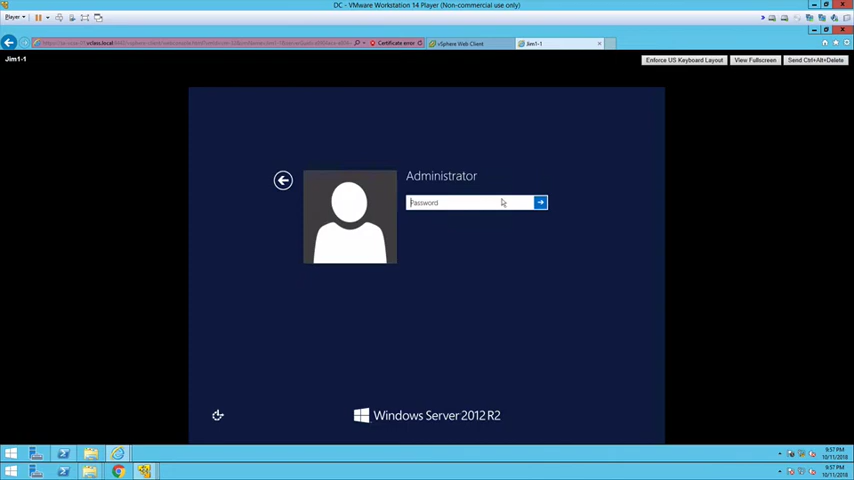 DC - VMware Workstation 14 Player (Non-commercial use only)
Player
Certificate error
vSphere Web Client
Jim1-1
Jim1-1
Enforce US Keyboard Layout
View Fullscreen
Send Ctrl+Alt+Delete
Administrator
Password
Windows Server 2012 R2
9:57 PM
10/11/2018
9:57 PM
10/11/2018